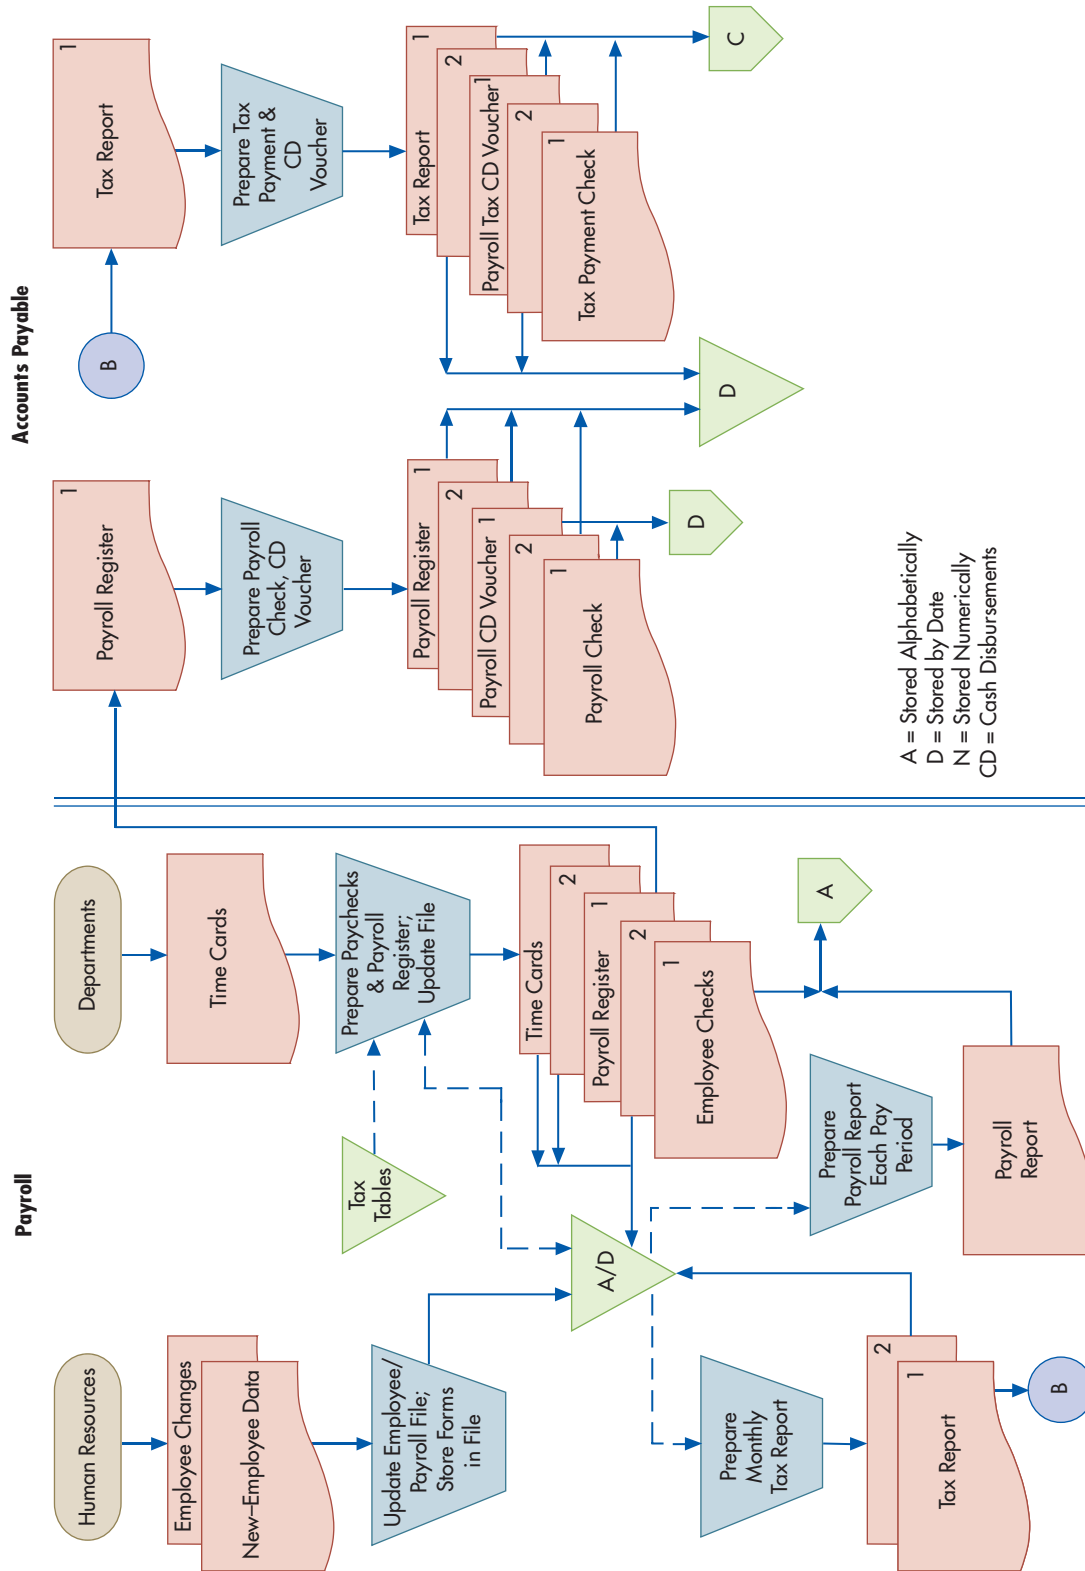 Payroll
Accounts Payable
Human Resources
Employee Changes
New–Employee Data
Update Employee/
Payroll File;
Store Forms
in File
Departments
Time Cards
Tax
Tables
Prepare Paychecks
& Payroll
Register;
Update File
Time Cards
2
Payroll Register
1
2
Employee Checks
1
A/D
Prepare
Monthly
Tax Report
2
Tax Report
1
B
Prepare
Payroll Report
Each Pay
Period
Payroll
Report
A
Payroll Register
1
Prepare Payroll
Check, CD
Voucher
Payroll Register
1
2
Payroll CD Voucher
1
2
Payroll Check
1
D
D
B
Tax Report
1
Prepare Tax
Payment &
CD
Voucher
Tax Report
1
2
Payroll Tax CD Voucher
1
2
Tax Payment Check
1
C
A = Stored Alphabetically
D = Stored by Date
N = Stored Numerically
CD = Cash Disbursements